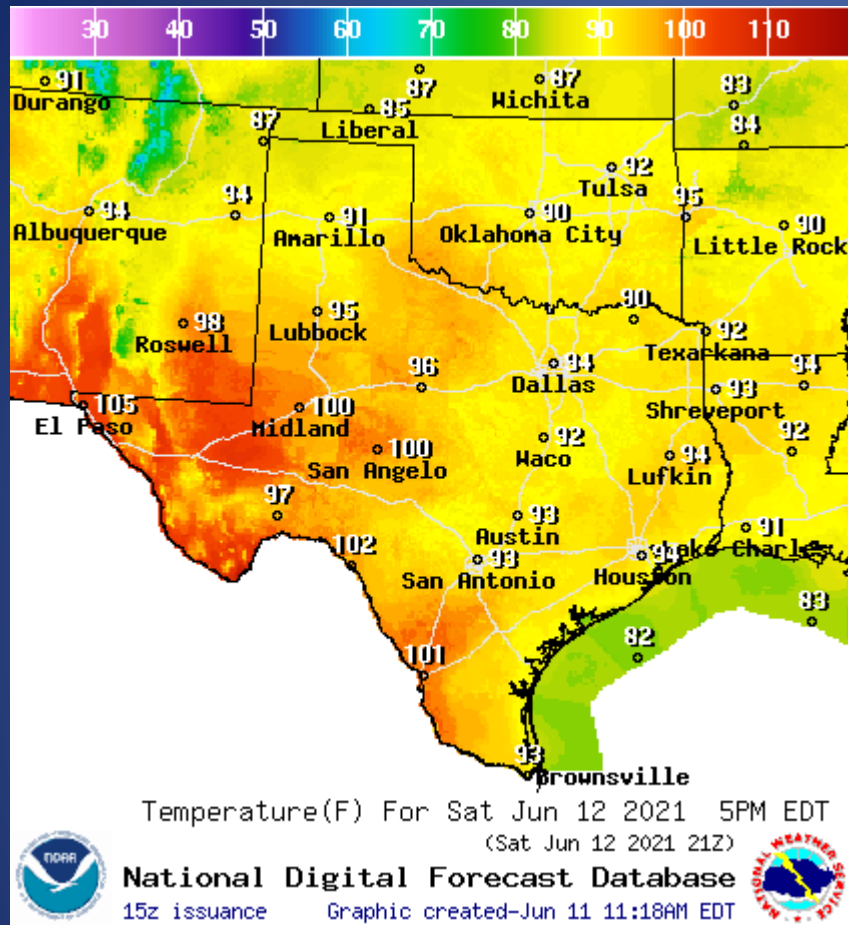 30 40 50 60 70 80 90 100 110
91
Durango
87
87
Wichita
83
85
Liberal
87
84
92
Tulsa
94
Albuquerque
94
91
Amarillo
90
Oklahoma City
95
90
Little Rock
98
Roswell
95
Lubbock
90
92
Texarkana
96
94
Dallas
94
93
Shreveport
105
El Paso
100
Midland
100
San Angelo
92
Waco
94
Lufkin
92
97
93
Austin
91
Lake Charles
102
93
San Antonio
94
Houston
83
82
101
93
Brownsville
Temperature(F) For Sat Jun 12 2021 5PM EDT
(Sat Jun 12 2021 21Z)
NOAA
National Digital Forecast Database
15z issuance Graphic created-Jun 11 11:18AM EDT
NATIONAL WEATHER SERVICE